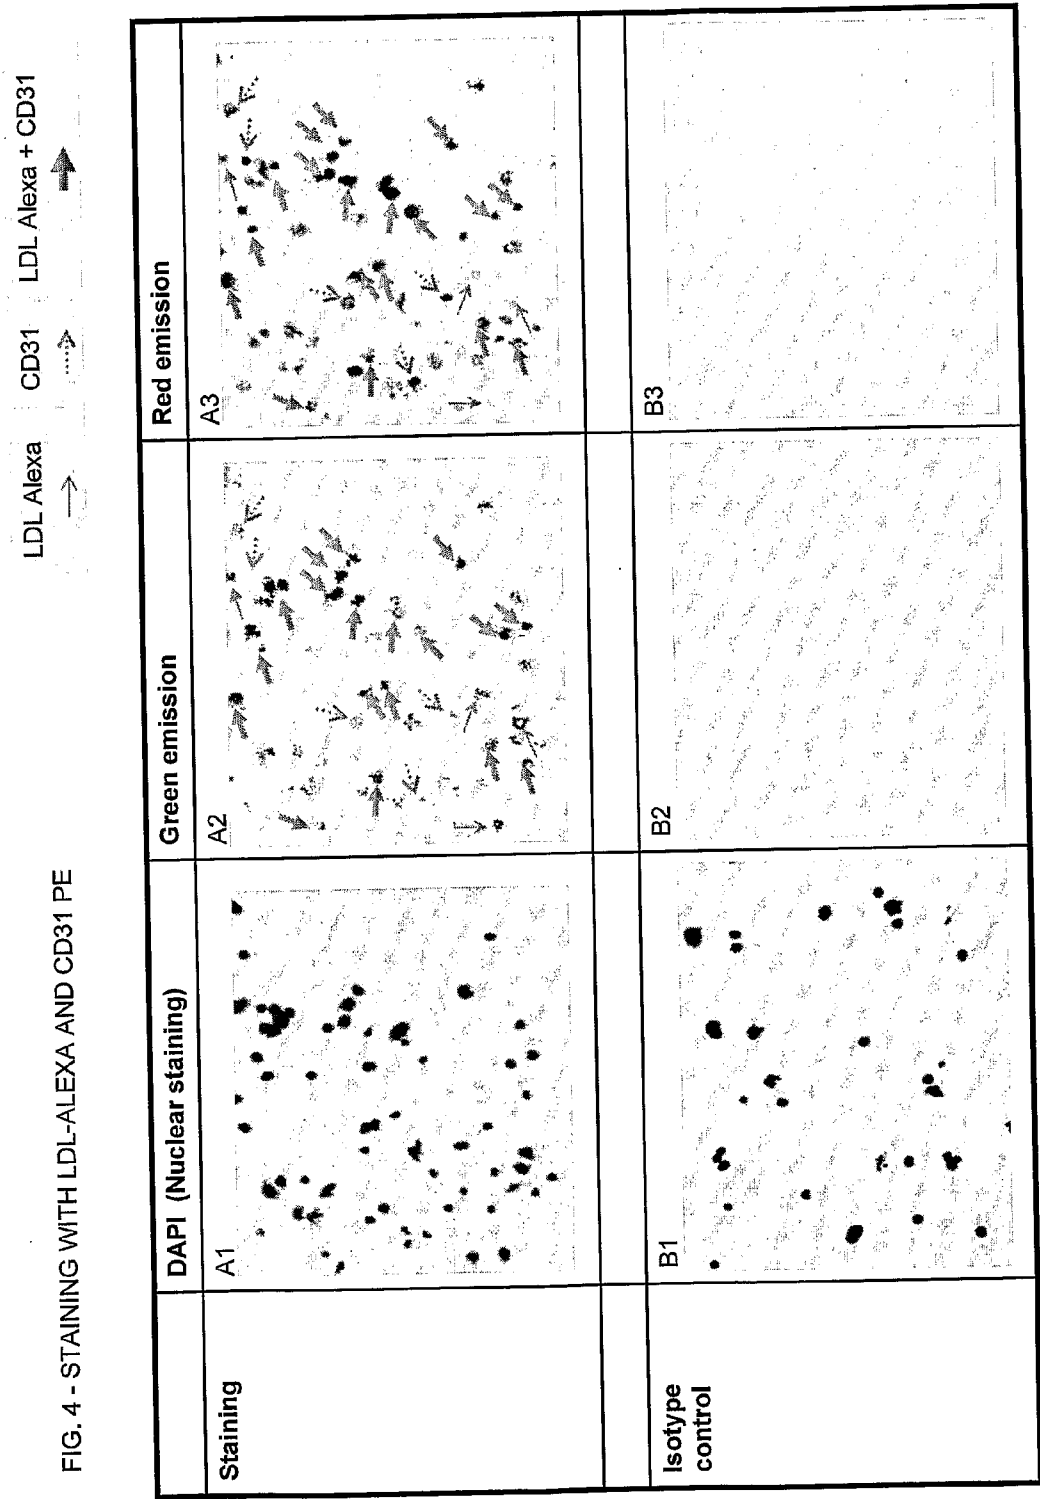 FIG. 4 - STAINING WITH LDL-ALEXA AND CD31 PE
LDL Alexa CD31 LDL Alexa + CD31
DAPI (Nuclear staining) Green emission Red emission
Staining
A1 A2 A3
Isotype
control
B1 B2 B3